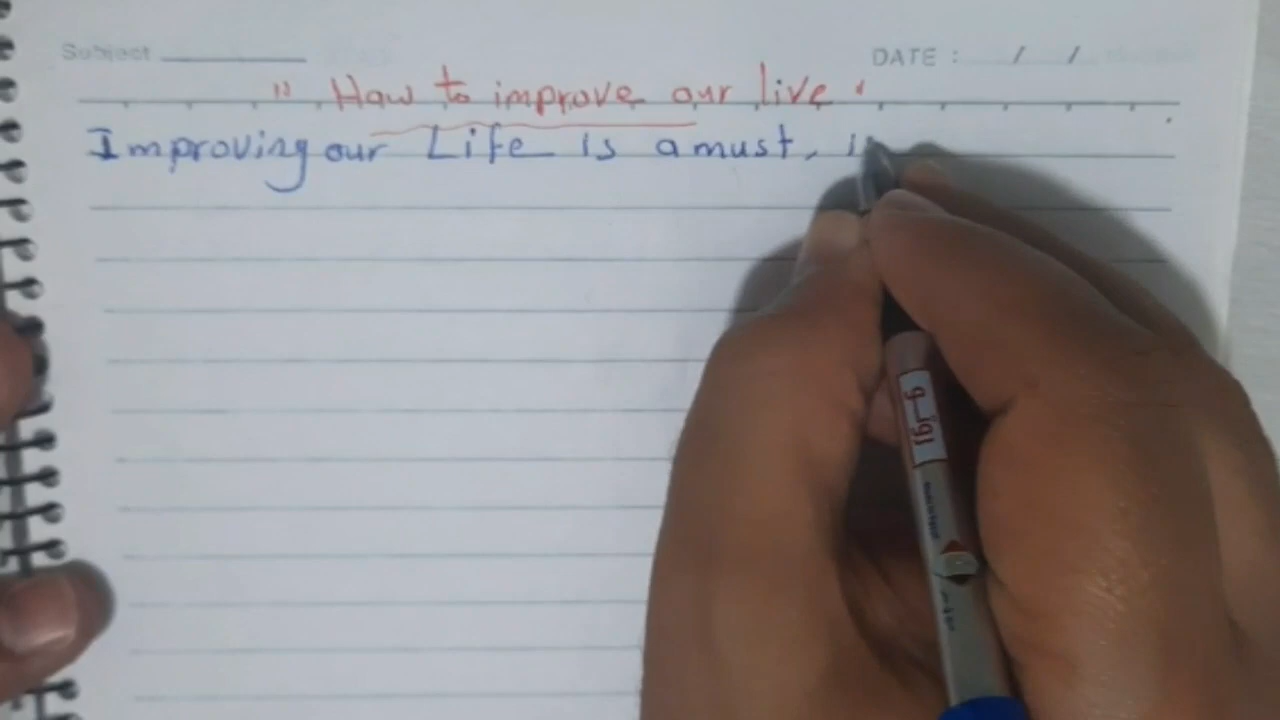 Subject
DATE : / /
" How to improve our live "
Improving our Life is a must, i